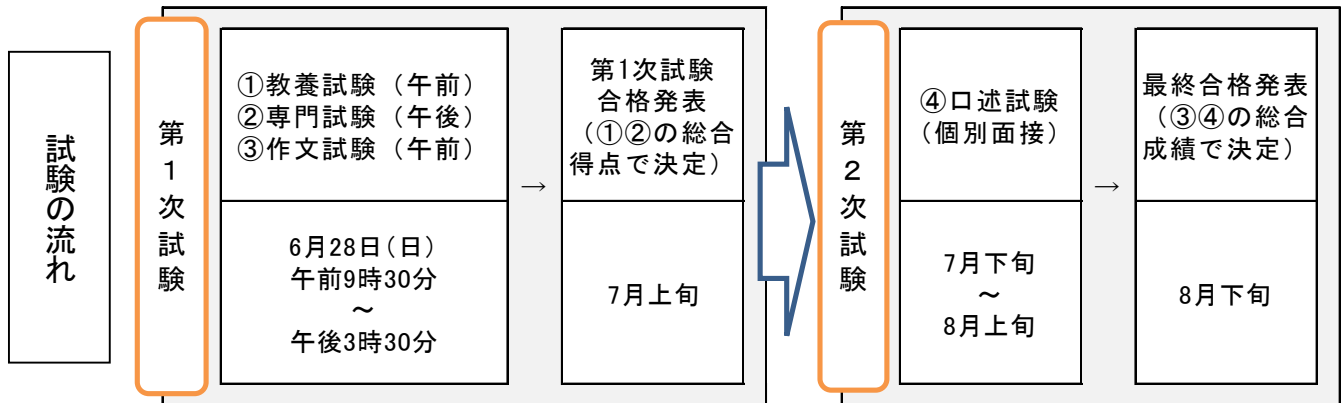 試験の流れ
第1次試験
①教養試験（午前）
②専門試験（午後）
③作文試験（午前）
6月28日(日)
午前9時30分
～
午後3時30分
→
第1次試験
合格発表
（①②の総合
得点で決定）
7月上旬
第2次試験
④口述試験
（個別面接）
7月下旬
～
8月上旬
→
最終合格発表
（③④の総合
成績で決定）
8月下旬